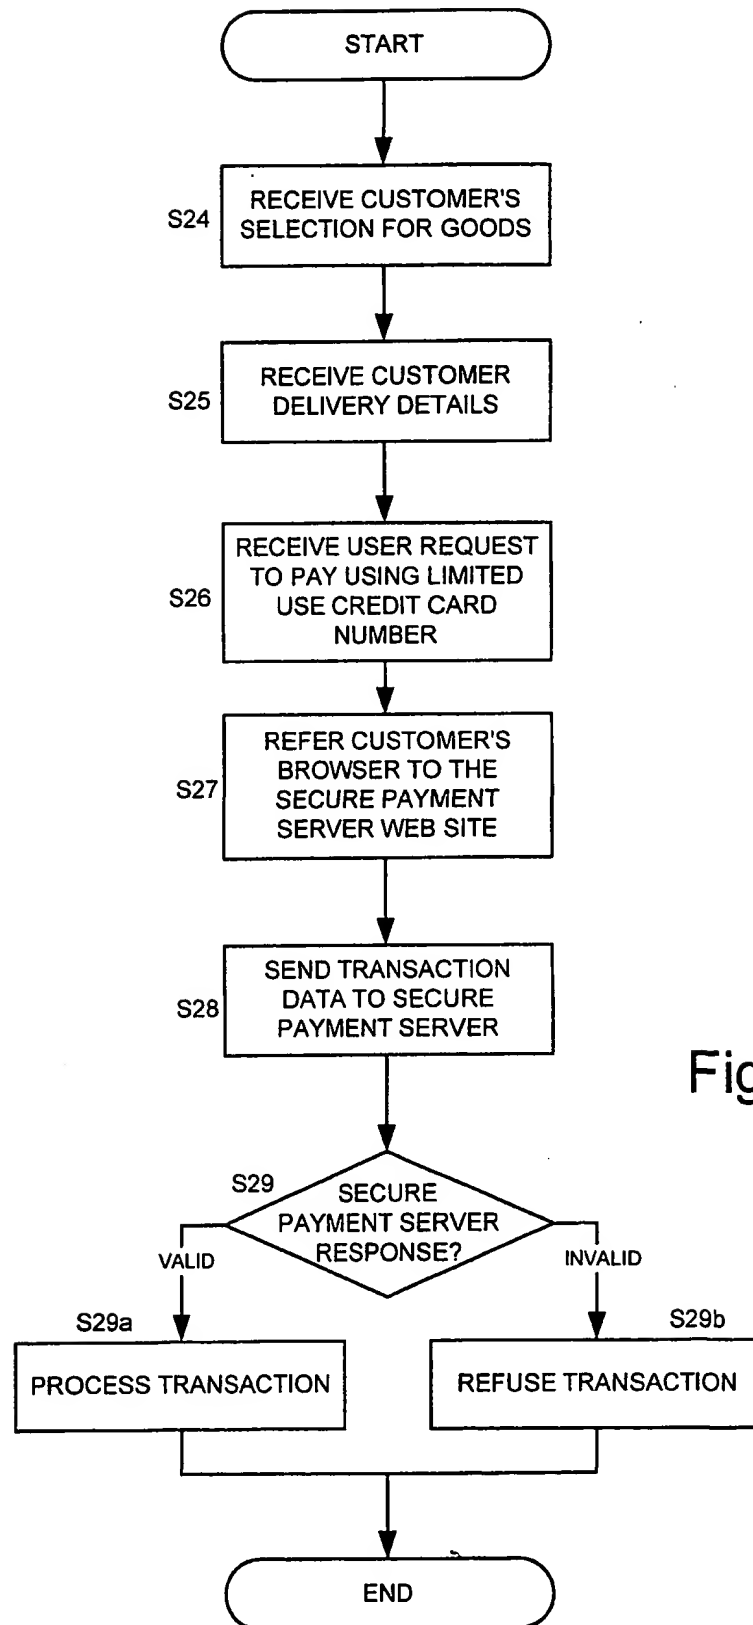 START
S24
RECEIVE CUSTOMER'S
SELECTION FOR GOODS
S25
RECEIVE CUSTOMER
DELIVERY DETAILS
S26
RECEIVE USER REQUEST
TO PAY USING LIMITED
USE CREDIT CARD
NUMBER
S27
REFER CUSTOMER'S
BROWSER TO THE
SECURE PAYMENT
SERVER WEB SITE
S28
SEND TRANSACTION
DATA TO SECURE
PAYMENT SERVER
Fig
S29
SECURE
PAYMENT SERVER
RESPONSE?
VALID
INVALID
S29a
S29b
PROCESS TRANSACTION
REFUSE TRANSACTION
END